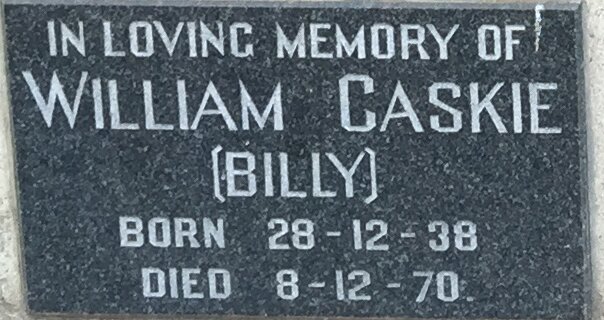 IN LOVING MEMORY OF
WILLIAM CASKIE
(BILLY)
BORN 28-12-38
DIED 8-12-70